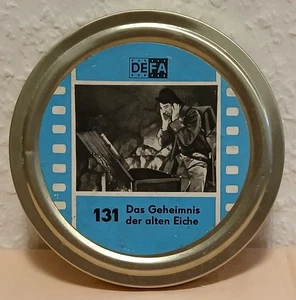 DEFA
131 Das Geheimnis
der alten Eiche